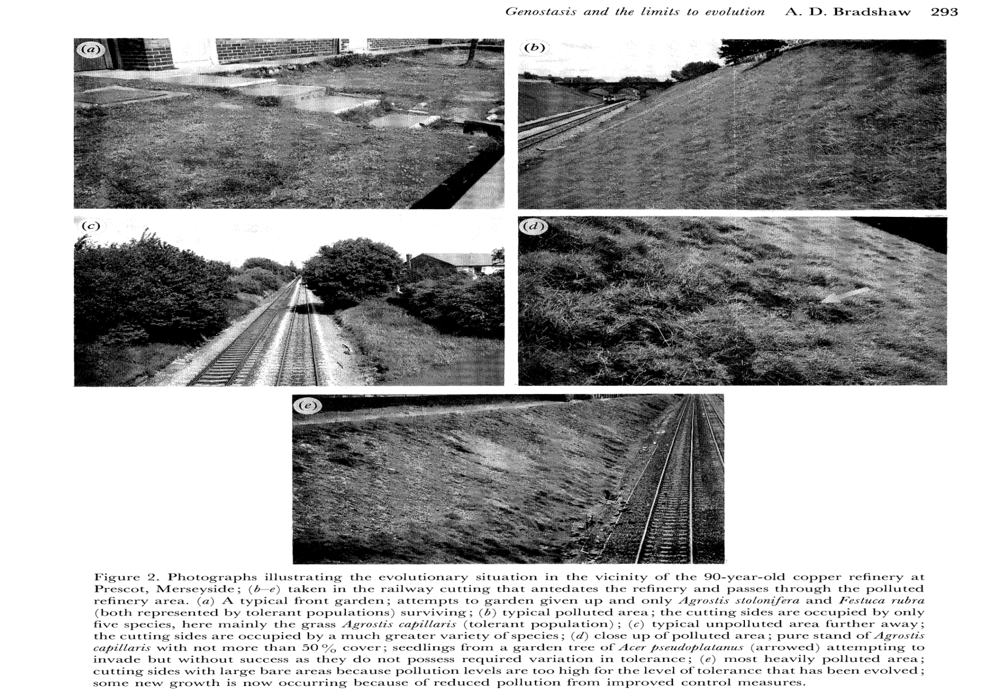 Genostasis and the limits to evolution A. D. Bradshaw 293
(a)
(b)
(c)
(d)
(e)
Figure 2. Photographs illustrating the evolutionary situation in the vicinity of the 90-year-old copper refinery at
Prescot, Merseyside; (b–e) taken in the railway cutting that antedates the refinery and passes through the polluted
refinery area. (a) A typical front garden; attempts to garden given up and only Agrostis stolonifera and Festuca rubra
(both represented by tolerant populations) surviving; (b) typical polluted area; the cutting sides are occupied by only
five species, here mainly the grass Agrostis capillaris (tolerant population); (c) typical unpolluted area further away;
the cutting sides are occupied by a much greater variety of species; (d) close up of polluted area; pure stand of Agrostis
capillaris with not more than 50% cover; seedlings from a garden tree of Acer pseudoplatanus (arrowed) attempting to
invade but without success as they do not possess required variation in tolerance; (e) most heavily polluted area;
cutting sides with large bare areas because pollution levels are too high for the level of tolerance that has been evolved;
some new growth is now occurring because of reduced pollution from improved control measures.